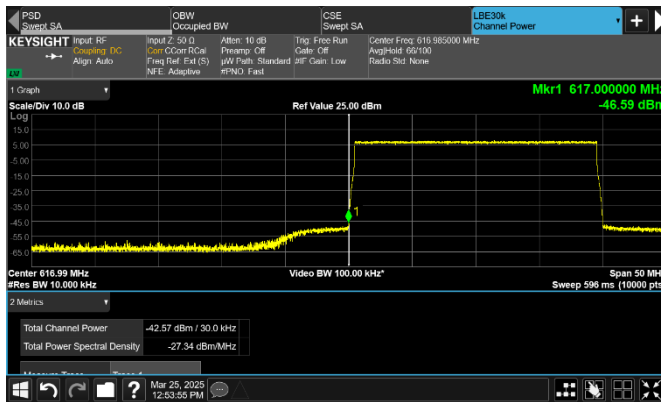 PSD
Swept SA
OBW
Occupied BW
CSE
Swept SA
LBE30k
Channel Power
KEYSIGHT
Input: RF
Coupling: DC
Align: Auto
Input Z: 50 Ω
Corr CCorr RCal
Freq Ref: Ext (S)
NFE: Adaptive
Atten: 10 dB
Preamp: Off
µW Path: Standard
#PNO: Fast
Trig: Free Run
Gate: Off
#IF Gain: Low
Center Freq: 616.985000 MHz
Avg|Hold: 66/100
Radio Std: None
LXI
1 Graph
Mkr1 617.000000 MHz
Scale/Div 10.0 dB
Ref Value 25.00 dBm
-46.59 dBm
Log
15.0
5.00
-5.00
-15.0
-25.0
-35.0
-45.0
-55.0
-65.0
1
Center 616.99 MHz
Video BW 100.00 kHz*
Span 50 MH
#Res BW 10.000 kHz
Sweep 596 ms (10000 pts
2 Metrics
Total Channel Power -42.57 dBm / 30.0 kHz
Total Power Spectral Density -27.34 dBm/MHz
Mar 25, 2025
12:53:55 PM